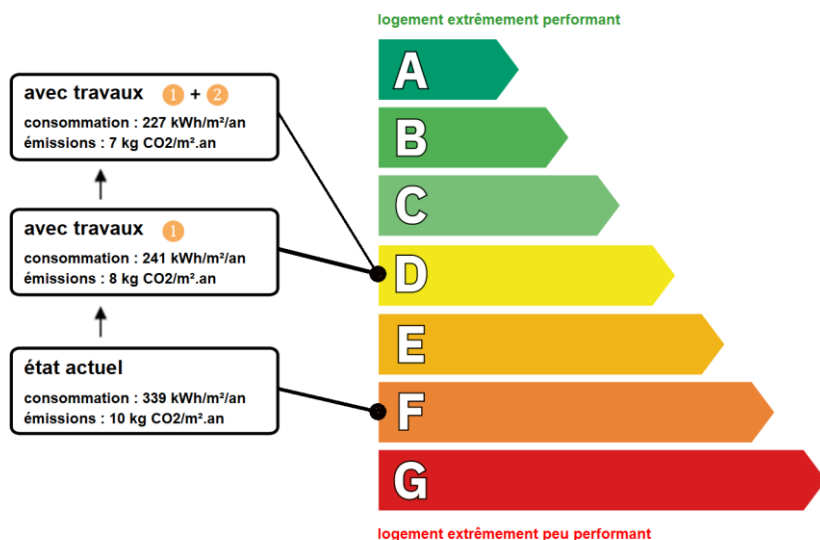 logement extrêmement performant
A
avec travaux 1 + 2
consommation : 227 kWh/m²/an
émissions : 7 kg CO2/m².an
B
C
avec travaux 1
consommation : 241 kWh/m²/an
émissions : 8 kg CO2/m².an
D
E
état actuel
consommation : 339 kWh/m²/an
émissions : 10 kg CO2/m².an
F
G
logement extrêmement peu performant